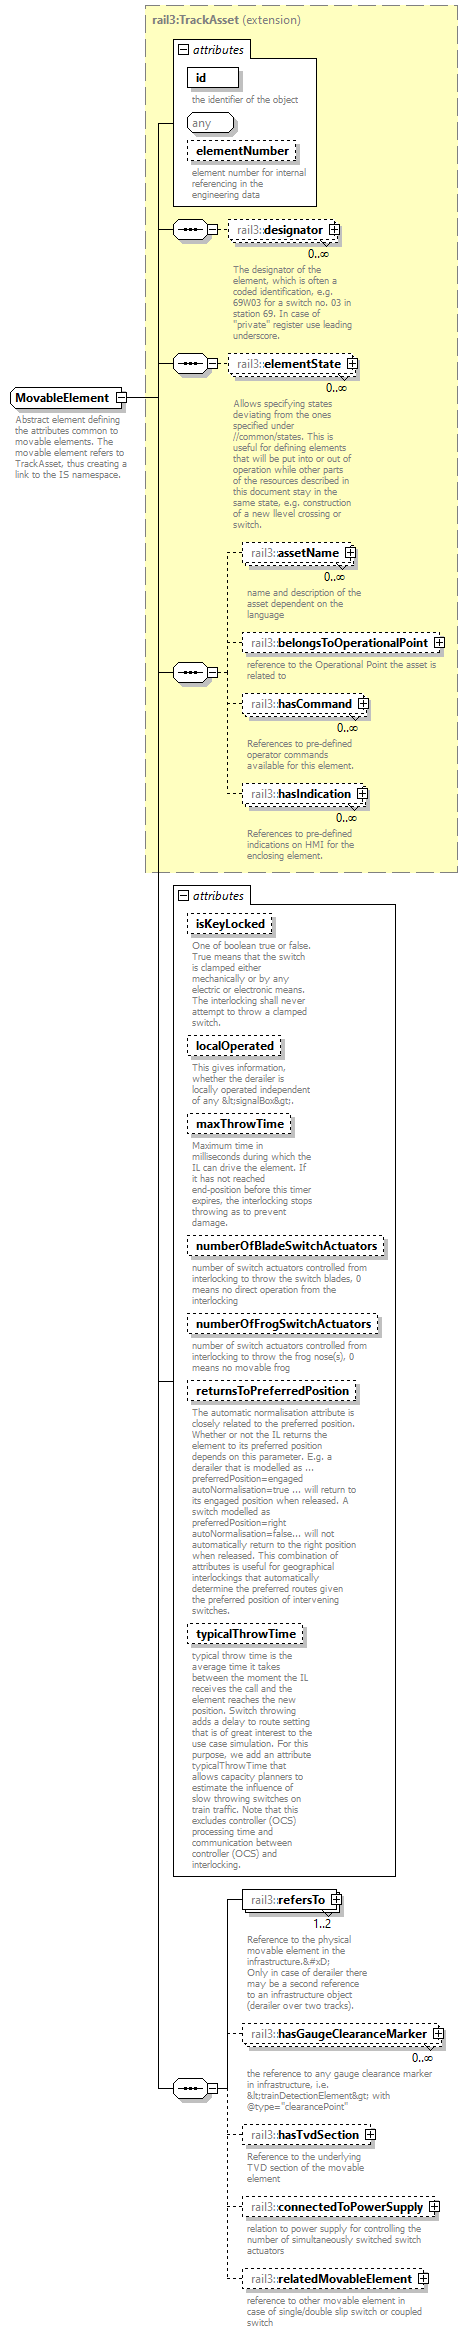 rail3:TrackAsset (extension)
attributes
id
the identifier of the object
any
elementNumber
element number for internal
referencing in the
engineering data
rail3::designator
0..∞
The designator of the
element, which is often a
coded identification, e.g.
69W03 for a switch no. 03 in
station 69. In case of
"private" register use leading
underscore.
rail3::elementState
0..∞
Allows specifying states
deviating from the ones
specified under
//common/states. This is
useful for defining elements
that will be put into or out of
operation while other parts
of the resources described in
this document stay in the
same state, e.g. construction
of a new llevel crossing or
switch.
MovableElement
Abstract element defining
the attributes common to
movable elements. The
movable element refers to
TrackAsset, thus creating a
link to the IS namespace.
rail3::assetName
0..∞
name and description of the
asset dependent on the
language
rail3::belongsToOperationalPoint
reference to the Operational Point the asset is
related to
rail3::hasCommand
0..∞
References to pre-defined
operator commands
available for this element.
rail3::hasIndication
0..∞
References to pre-defined
indications on HMI for the
enclosing element.
attributes
isKeyLocked
One of boolean true or false.
True means that the switch
is clamped either
mechanically or by any
electric or electronic means.
The interlocking shall never
attempt to throw a clamped
switch.
localOperated
This gives information,
whether the derailer is
locally operated independent
of any &lt;signalBox&gt;.
maxThrowTime
Maximum time in
milliseconds during which the
IL can drive the element. If
it has not reached
end-position before this timer
expires, the interlocking stops
throwing as to prevent
damage.
numberOfBladeSwitchActuators
number of switch actuators controlled from
interlocking to throw the switch blades, 0
means no direct operation from the
interlocking
numberOfFrogSwitchActuators
number of switch actuators controlled from
interlocking to throw the frog nose(s), 0
means no movable frog
returnsToPreferredPosition
The automatic normalisation attribute is
closely related to the preferred position.
Whether or not the IL returns the
element to its preferred position
depends on this parameter. E.g. a
derailer that is modelled as ...
preferredPosition=engaged
autoNormalisation=true ... will return to
its engaged position when released. A
switch modelled as
preferredPosition=right
autoNormalisation=false... will not
automatically return to the right position
when released. This combination of
attributes is useful for geographical
interlockings that automatically
determine the preferred routes given
the preferred position of intervening
switches.
typicalThrowTime
typical throw time is the
average time it takes
between the moment the IL
receives the call and the
element reaches the new
position. Switch throwing
adds a delay to route setting
that is of great interest to the
use case simulation. For this
purpose, we add an attribute
typicalThrowTime that
allows capacity planners to
estimate the influence of
slow throwing switches on
train traffic. Note that this
excludes controller (OCS)
processing time and
communication between
controller (OCS) and
interlocking.
rail3::refersTo
1..2
Reference to the physical
movable element in the
infrastructure.&#xD;
Only in case of derailer there
may be a second reference
to an infrastructure object
(derailer over two tracks).
rail3::hasGaugeClearanceMarker
0..∞
the reference to any gauge clearance marker
in infrastructure, i.e.
&lt;trainDetectionElement&gt; with
@type="clearancePoint"
rail3::hasTvdSection
Reference to the underlying
TVD section of the movable
element
rail3::connectedToPowerSupply
relation to power supply for controlling the
number of simultaneously switched switch
actuators
rail3::relatedMovableElement
reference to other movable element in
case of single/double slip switch or coupled
switch